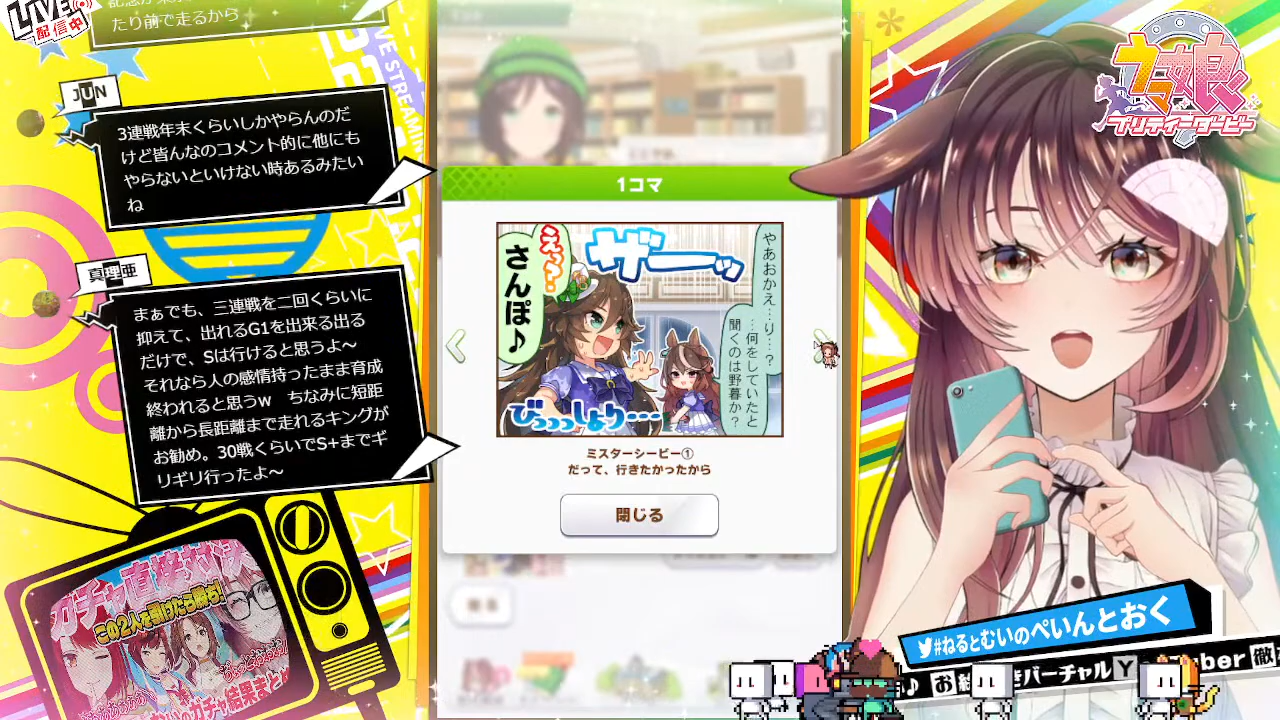 LIVE
配信中
たり前で走るから
JUN
3連戦年末くらいしかやらんのだ
けど皆んなのコメント的に他にも
やらないといけない時あるみたい
ね
真理亜
まぁでも、三連戦を二回くらいに
抑えて、出れるG1を出来る出る
だけで、Sは行けると思うよ〜
それなら人の感情持ったまま育成
終われると思うw　ちなみに短距
離から長距離まで走れるキングが
お勧め。30戦くらいでS+までギ
リギリ行ったよ〜
ガチャ直接対決
この2人を引けたら勝ち!
1コマ
やあおかえ…り…?
…何をしていたと
聞くのは野暮か?
ザーッ
えっ?
さんぽ♪
びっっっしょり…
ミスターシービー①
だって、行きたかったから
閉じる
ウマ娘
プリティーダービー
#ねるとむいのぺいんとおく